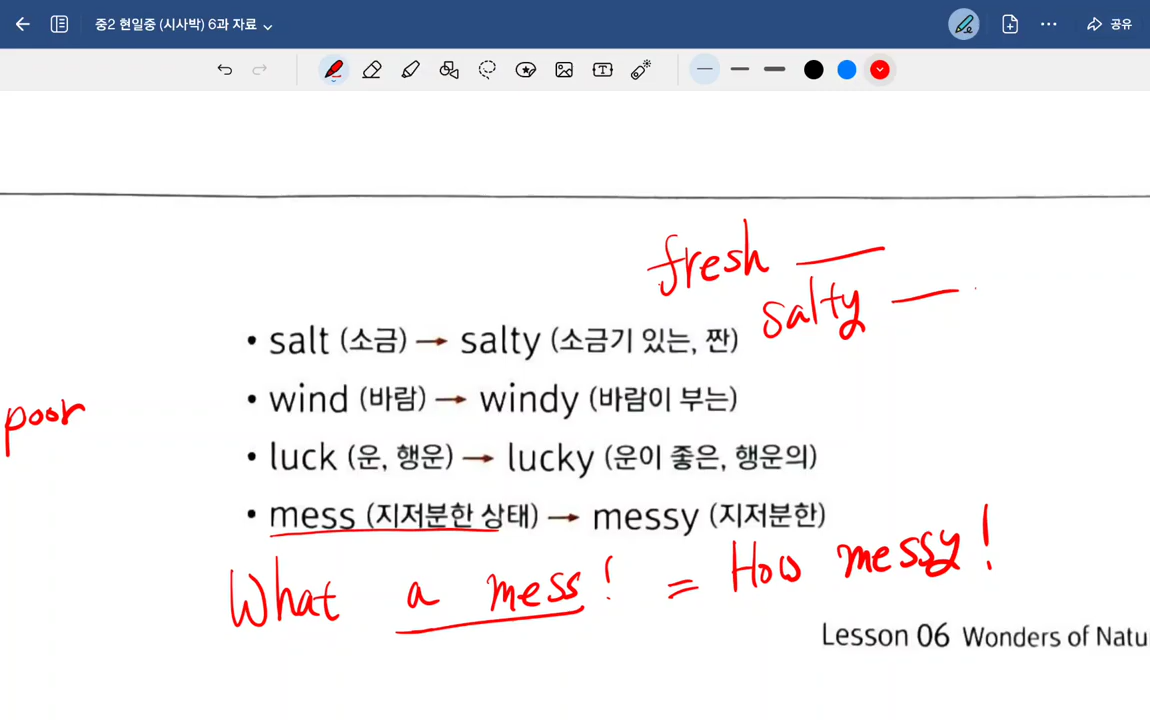 중2 현일중 (시사박) 6과 자료
공유
fresh
salty
• salt (소금) → salty (소금기 있는, 짠)
• wind (바람) → windy (바람이 부는)
poor
• luck (운, 행운) → lucky (운이 좋은, 행운의)
• mess (지저분한 상태) → messy (지저분한)
What a mess! = How messy!
Lesson 06 Wonders of Natu